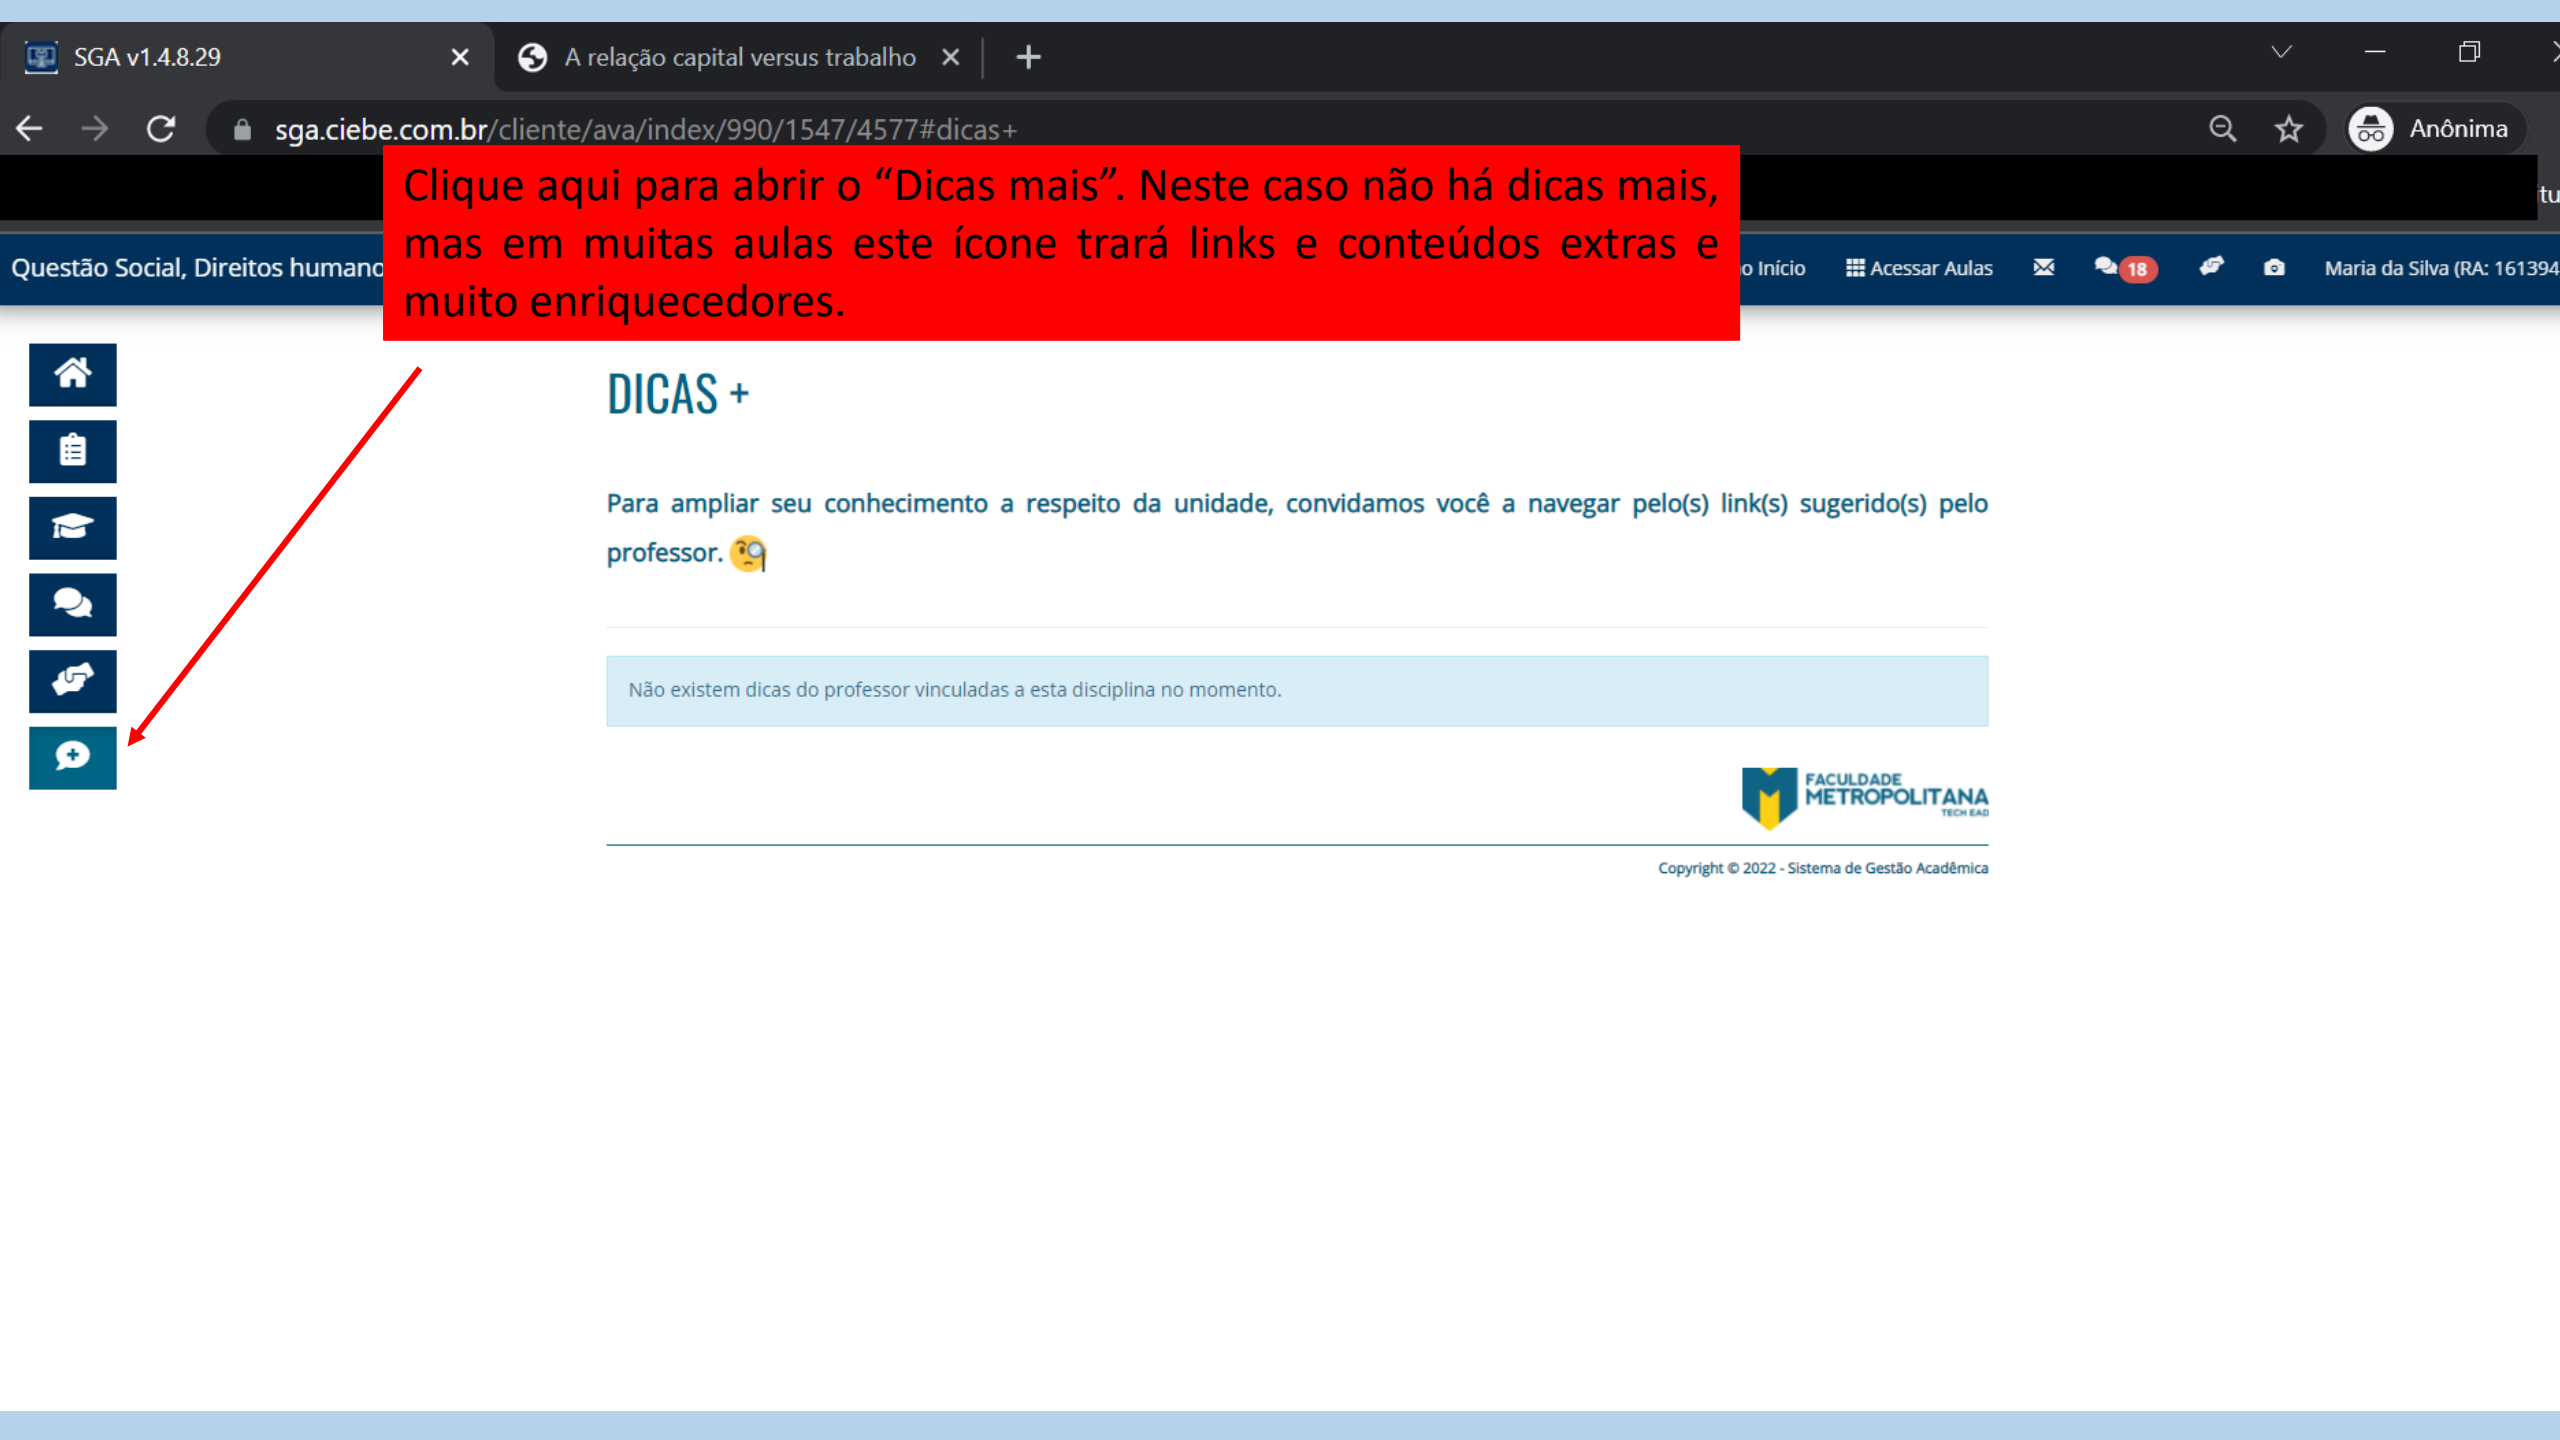 SGA v1.4.8.29
A relação capital versus trabalho
sga.ciebe.com.br/cliente/ava/index/990/1547/4577#dicas+
Anônima
Clique aqui para abrir o “Dicas mais”. Neste caso não há dicas mais,
mas em muitas aulas este ícone trará links e conteúdos extras e
muito enriquecedores.
Questão Social, Direitos humano
Início
Acessar Aulas
18
Maria da Silva (RA: 161394
DICAS +
Para ampliar seu conhecimento a respeito da unidade, convidamos você a navegar pelo(s) link(s) sugerido(s) pelo
professor.
Não existem dicas do professor vinculadas a esta disciplina no momento.
FACULDADE
METROPOLITANA
TECH EAD
Copyright © 2022 - Sistema de Gestão Acadêmica